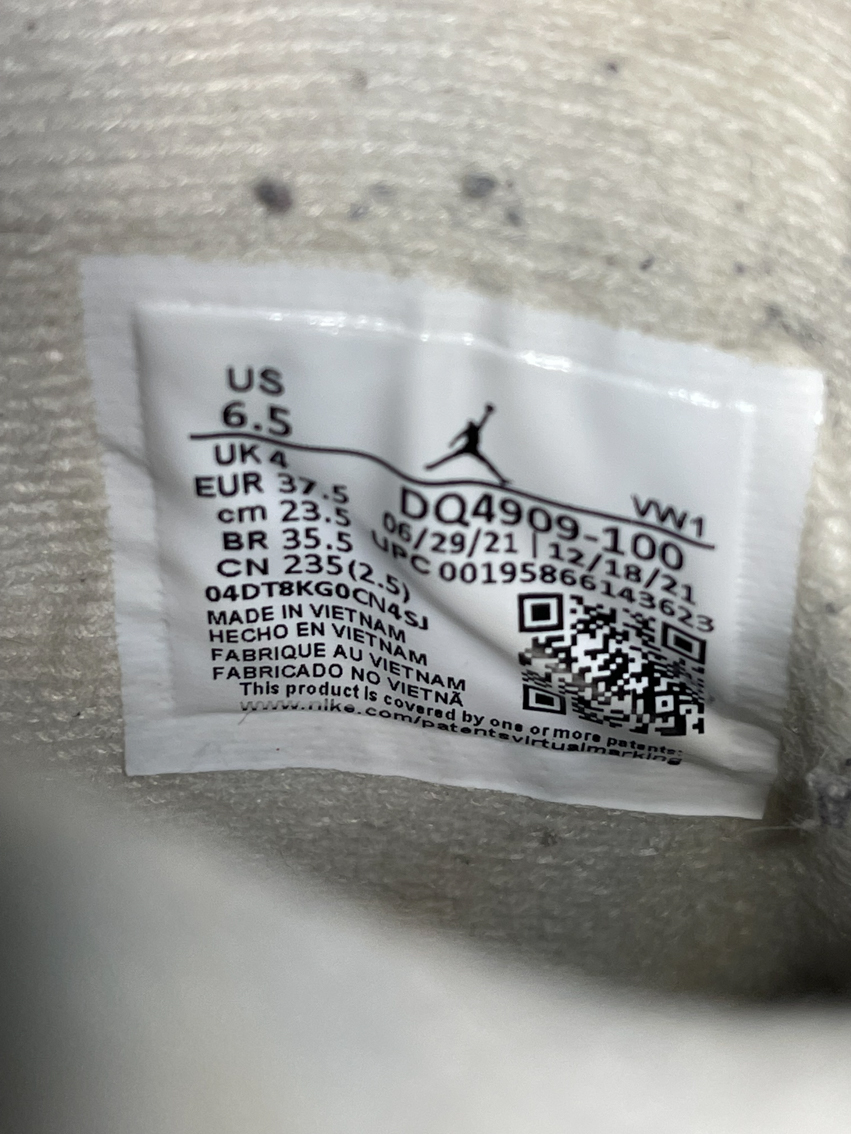 US
6.5
UK 4
EUR 37.5
cm 23.5
BR 35.5
CN 235(2.5)
04DT8KG0CN4SJ
MADE IN VIETNAM
HECHO EN VIETNAM
FABRIQUE AU VIETNAM
FABRICADO NO VIETNÃ
VW1
DQ4909-100
06/29/21 | 12/18/21
UPC 00195866143623
This product is covered by one or more patents:
www.nike.com/patentsvirtualmarking